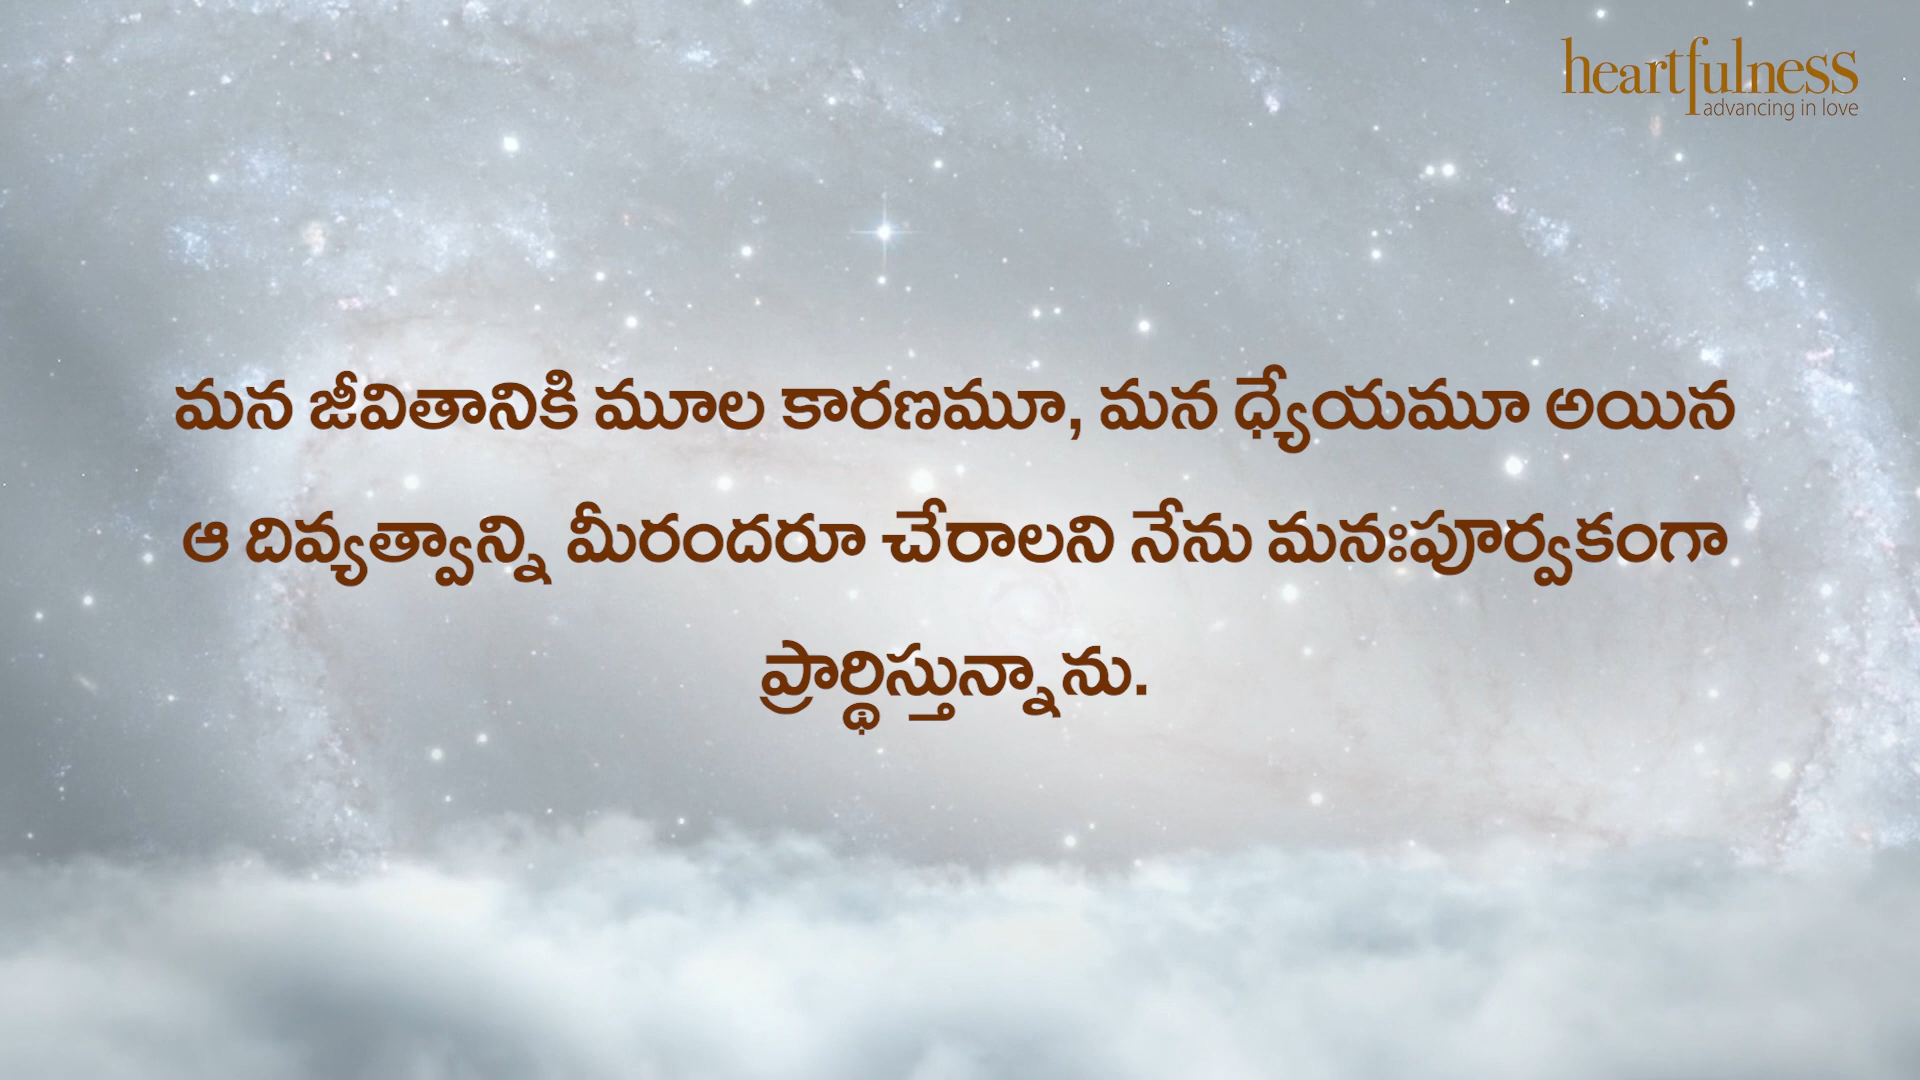 heartfulness
advancing in love
మన జీవితానికి మూల కారణమూ, మన ధ్యేయమూ అయిన
ఆ దివ్యత్వాన్ని మీరందరూ చేరాలని నేను మనఃపూర్వకంగా
ప్రార్థిస్తున్నాను.